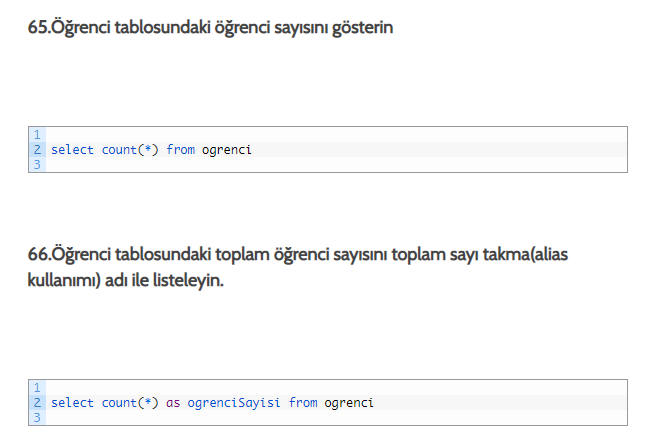 65.Öğrenci tablosundaki öğrenci sayısını gösterin
1
2 select count(*) from ogrenci
3
66.Öğrenci tablosundaki toplam öğrenci sayısını toplam sayı takma(alias
kullanımı) adı ile listeleyin.
1
2 select count(*) as ogrenciSayisi from ogrenci
3